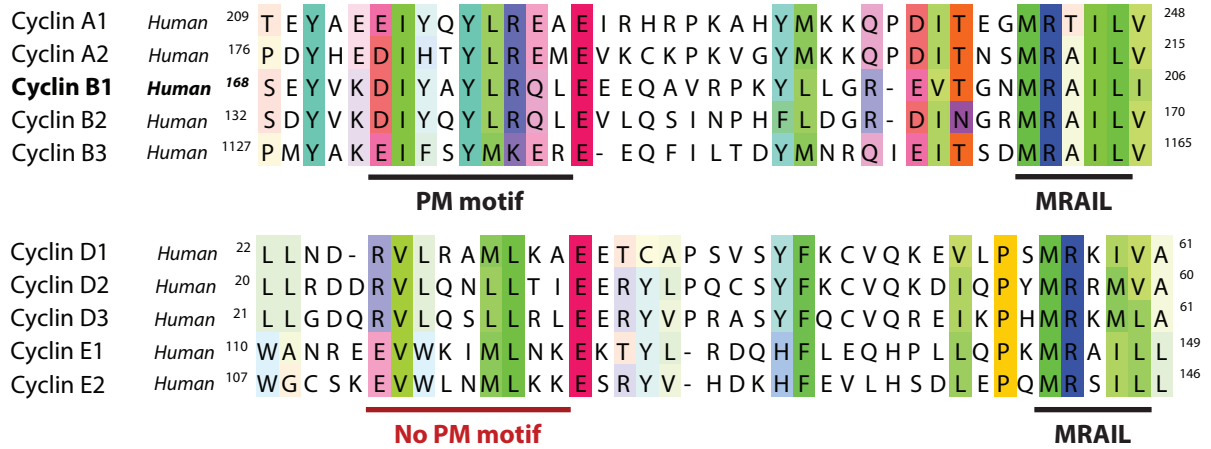 Cyclin A1 Human 209 T E Y A E E I Y Q Y L R E A E I R H R P K A H Y M K K Q P D I T E G M R T I L V 248
Cyclin A2 Human 176 P D Y H E D I H T Y L R E M E V K C K P K V G Y M K K Q P D I T N S M R A I L V 215
Cyclin B1 Human 168 S E Y V K D I Y A Y L R Q L E E E Q A V R P K Y L L G R - E V T G N M R A I L I 206
Cyclin B2 Human 132 S D Y V K D I Y Q Y L R Q L E V L Q S I N P H F L D G R - D I N G R M R A I L V 170
Cyclin B3 Human 1127 P M Y A K E I F S Y M K E R E - E Q F I L T D Y M N R Q I E I T S D M R A I L V 1165
PM motif MRAIL
Cyclin D1 Human 22 L L N D - R V L R A M L K A E E T C A P S V S Y F K C V Q K E V L P S M R K I V A 61
Cyclin D2 Human 20 L L R D D R V L Q N L L T I E E R Y L P Q C S Y F K C V Q K D I Q P Y M R R M V A 60
Cyclin D3 Human 21 L L G D Q R V L Q S L L R L E E R Y V P R A S Y F Q C V Q R E I K P H M R K M L A 61
Cyclin E1 Human 110 W A N R E E V W K I M L N K E K T Y L - R D Q H F L E Q H P L L Q P K M R A I L L 149
Cyclin E2 Human 107 W G C S K E V W L N M L K K E S R Y V - H D K H F E V L H S D L E P Q M R S I L L 146
No PM motif MRAIL